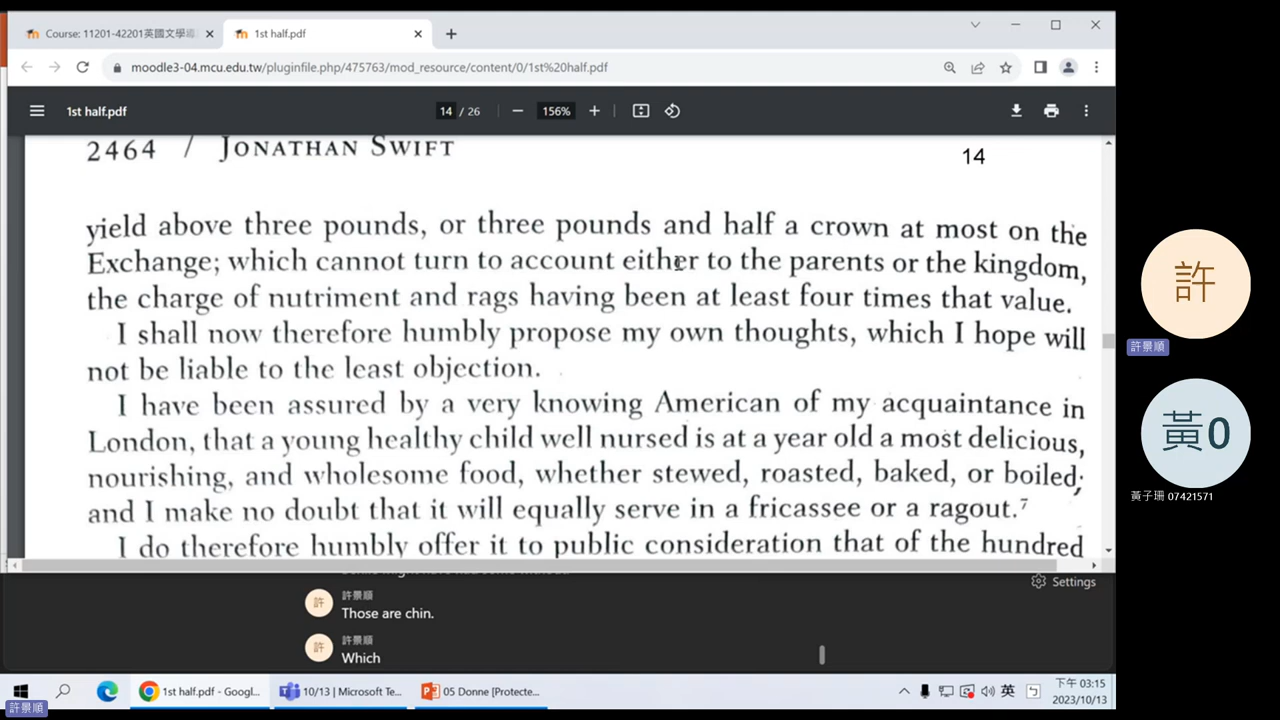 Course: 11201-42201英國文學導
1st half.pdf
moodle3-04.mcu.edu.tw/pluginfile.php/475763/mod_resource/content/0/1st%20half.pdf
1st half.pdf
14 / 26
156%
2464 / JONATHAN SWIFT
14
yield above three pounds, or three pounds and half a crown at most on the
Exchange; which cannot turn to account either to the parents or the kingdom,
the charge of nutriment and rags having been at least four times that value.
I shall now therefore humbly propose my own thoughts, which I hope will
not be liable to the least objection.
I have been assured by a very knowing American of my acquaintance in
London, that a young healthy child well nursed is at a year old a most delicious,
nourishing, and wholesome food, whether stewed, roasted, baked, or boiled;
and I make no doubt that it will equally serve in a fricassee or a ragout.7
I do therefore humbly offer it to public consideration that of the hundred
Settings
許
許景順
Those are chin.
許
許景順
Which
許
許景順
黃0
黃子珊 07421571
1st half.pdf - Googl...
10/13 | Microsoft Te...
05 Donne [Protecte...
英
下午 03:15
2023/10/13
許景順